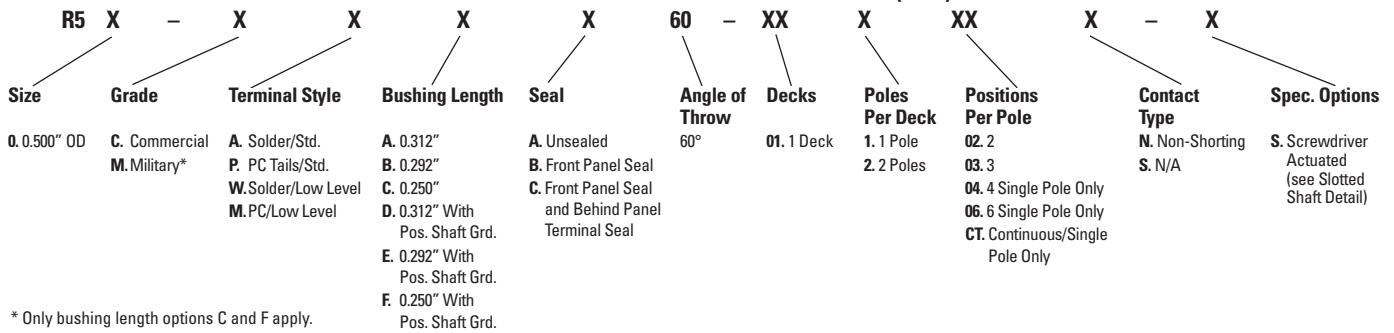 R5 X – X X X X 60 – XX X XX X – X
Size Grade Terminal Style Bushing Length Seal Angle of Throw Decks Poles Per Deck Positions Per Pole Contact Type Spec. Options
0. 0.500" OD
C. Commercial
M. Military*
A. Solder/Std.
P. PC Tails/Std.
W. Solder/Low Level
M. PC/Low Level
A. 0.312"
B. 0.292"
C. 0.250"
D. 0.312" With
Pos. Shaft Grd.
E. 0.292" With
Pos. Shaft Grd.
F. 0.250" With
Pos. Shaft Grd.
A. Unsealed
B. Front Panel Seal
C. Front Panel Seal
and Behind Panel
Terminal Seal
60°
01. 1 Deck
1. 1 Pole
2. 2 Poles
02. 2
03. 3
04. 4 Single Pole Only
06. 6 Single Pole Only
CT. Continuous/Single
Pole Only
N. Non-Shorting
S. N/A
S. Screwdriver
Actuated
(see Slotted
Shaft Detail)
* Only bushing length options C and F apply.